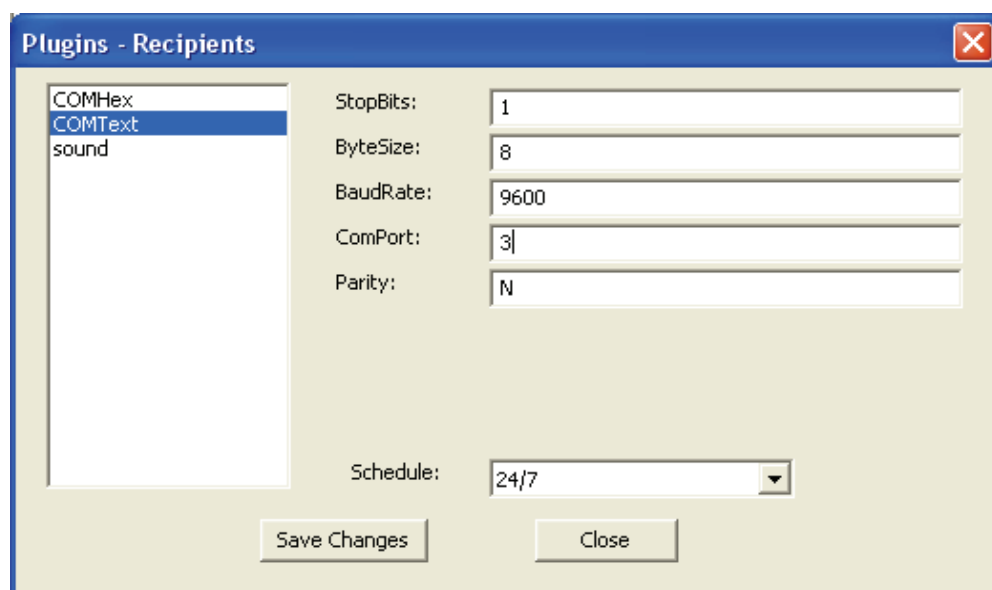 Plugins - Recipients
COMHex
COMText
sound
StopBits: 1
ByteSize: 8
BaudRate: 9600
ComPort: 3
Parity: N
Schedule: 24/7
Save Changes Close